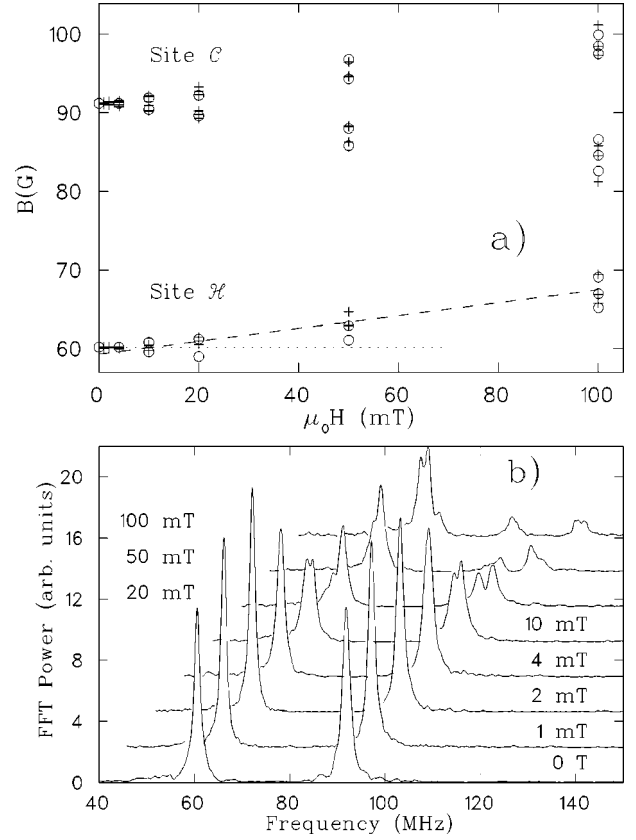 a)
100
90
80
70
60
B(G)
Site C
Site H
0 20 40 60 80 100
μ₀H (mT)
b)
20
16
12
8
4
0
FFT Power (arb. units)
100 mT
50 mT
20 mT
10 mT
4 mT
2 mT
1 mT
0 T
40 60 80 100 120 140
Frequency (MHz)